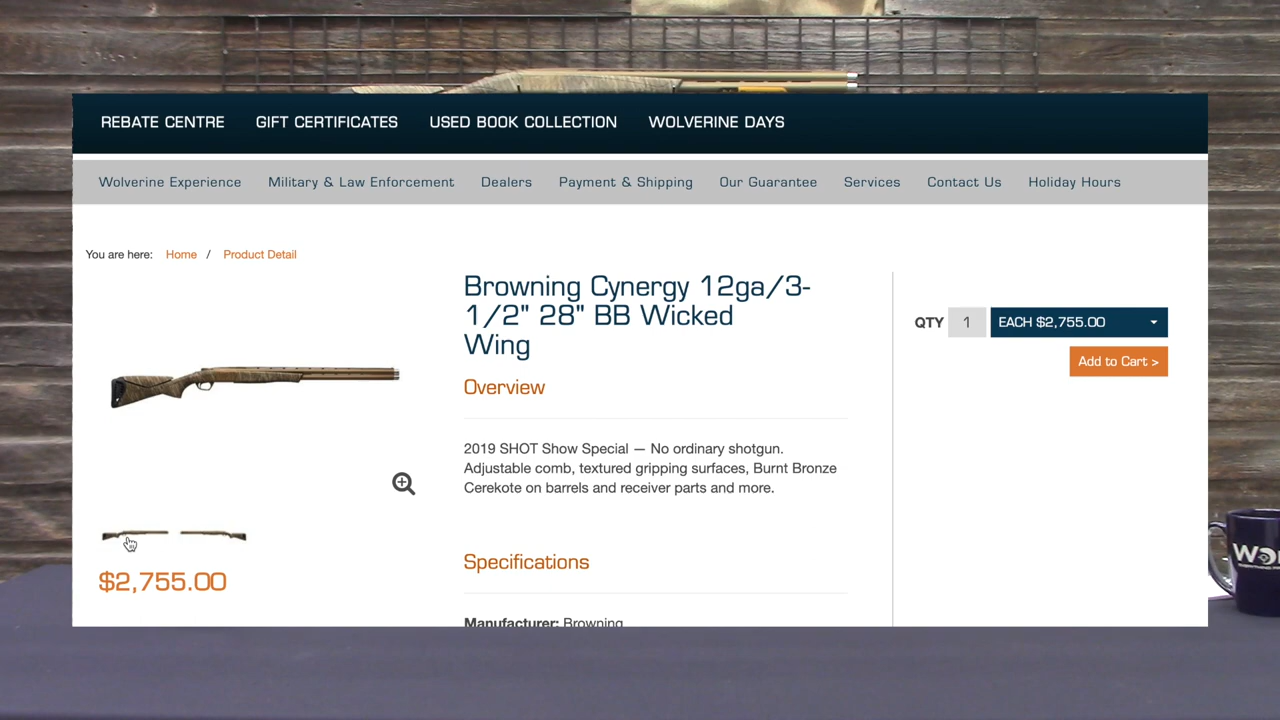 REBATE CENTRE GIFT CERTIFICATES USED BOOK COLLECTION WOLVERINE DAYS
Wolverine Experience Military & Law Enforcement Dealers Payment & Shipping Our Guarantee Services Contact Us Holiday Hours
You are here: Home / Product Detail
Browning Cynergy 12ga/3-
1/2" 28" BB Wicked
Wing
Overview
2019 SHOT Show Special — No ordinary shotgun.
Adjustable comb, textured gripping surfaces, Burnt Bronze
Cerekote on barrels and receiver parts and more.
Specifications
Manufacturer: Browning
$2,755.00
QTY 1 EACH $2,755.00
Add to Cart >